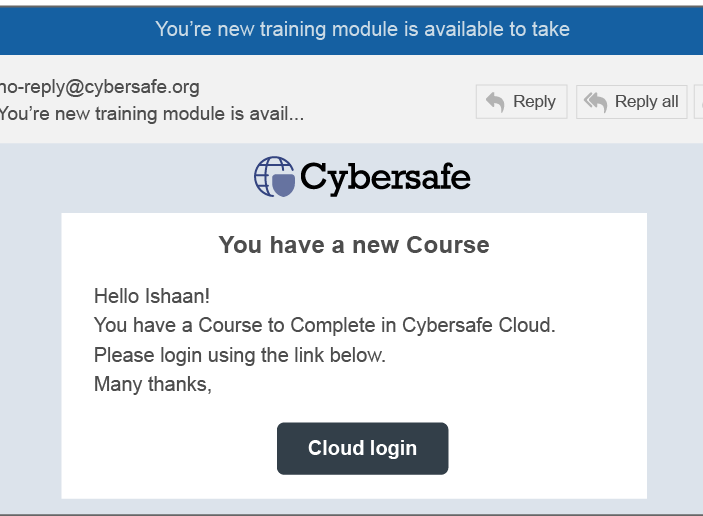 You’re new training module is available to take
no-reply@cybersafe.org
You’re new training module is avail...
Reply
Reply all
Cybersafe
You have a new Course
Hello Ishaan!
You have a Course to Complete in Cybersafe Cloud.
Please login using the link below.
Many thanks,
Cloud login